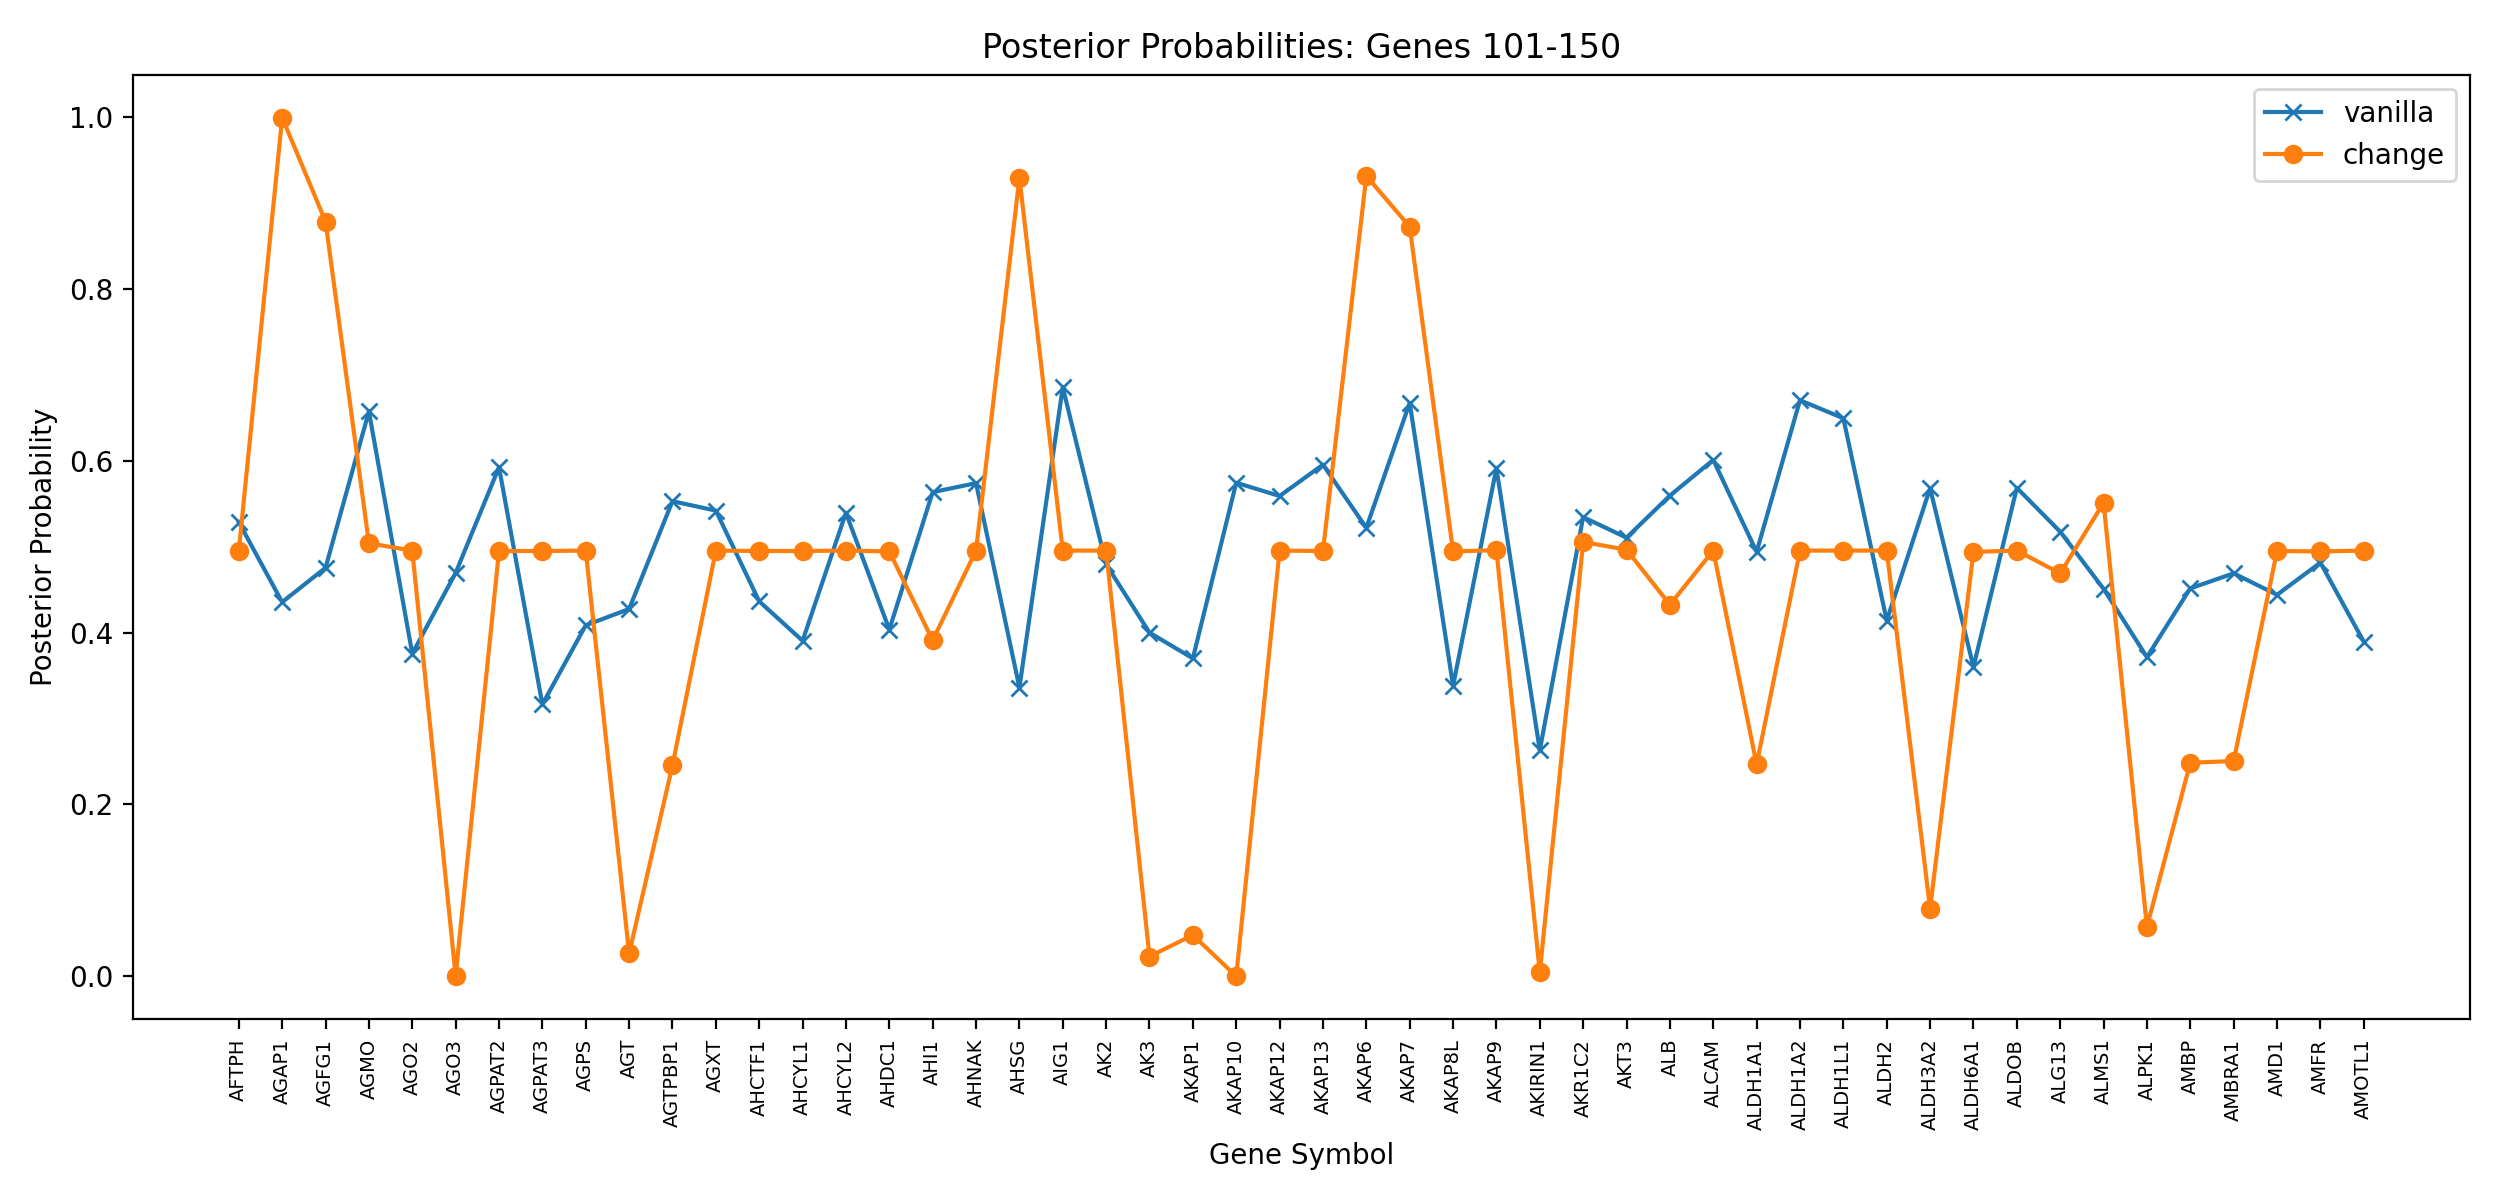 Posterior Probabilities: Genes 101-150
vanilla
change
Posterior Probability
1.0
0.8
0.6
0.4
0.2
0.0
AFTPH
AGAP1
AGFG1
AGMO
AGO2
AGO3
AGPAT2
AGPAT3
AGPS
AGT
AGTPBP1
AGXT
AHCTF1
AHCYL1
AHCYL2
AHDC1
AHI1
AHNAK
AHSG
AIG1
AK2
AK3
AKAP1
AKAP10
AKAP12
AKAP13
AKAP6
AKAP7
AKAP8L
AKAP9
AKIRIN1
AKR1C2
AKT3
ALB
ALCAM
ALDH1A1
ALDH1A2
ALDH1L1
ALDH2
ALDH3A2
ALDH6A1
ALDOB
ALG13
ALMS1
ALPK1
AMBP
AMBRA1
AMD1
AMFR
AMOTL1
Gene Symbol